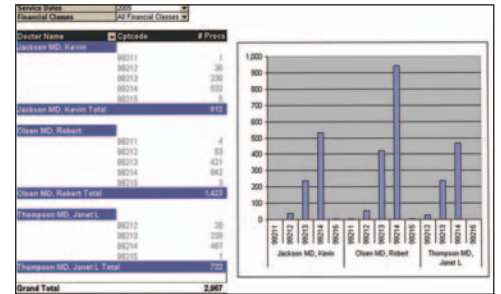 Service Dates 2005
Financial Classes All Financial Classes
Doctor Name Cptcode # Procs
Jackson MD, Kevin
99211 1
99212
99213
99214 532
99215
Jackson MD, Kevin Total 812
Olsen MD, Robert
99211 4
99212 53
99213 421
99214 942
99215 3
Olsen MD, Robert Total 1,423
Thompson MD, Janet L
99212
99213
99214 467
99215 1
Thompson MD, Janet L Total 732
Grand Total 2,967
1,000
900
800
700
600
500
400
300
200
100
0
99211 99212 99213 99214 99215 99211 99212 99213 99214 99215 99212 99213 99214 99215
Jackson MD, Kevin Olsen MD, Robert Thompson MD,
Janet L